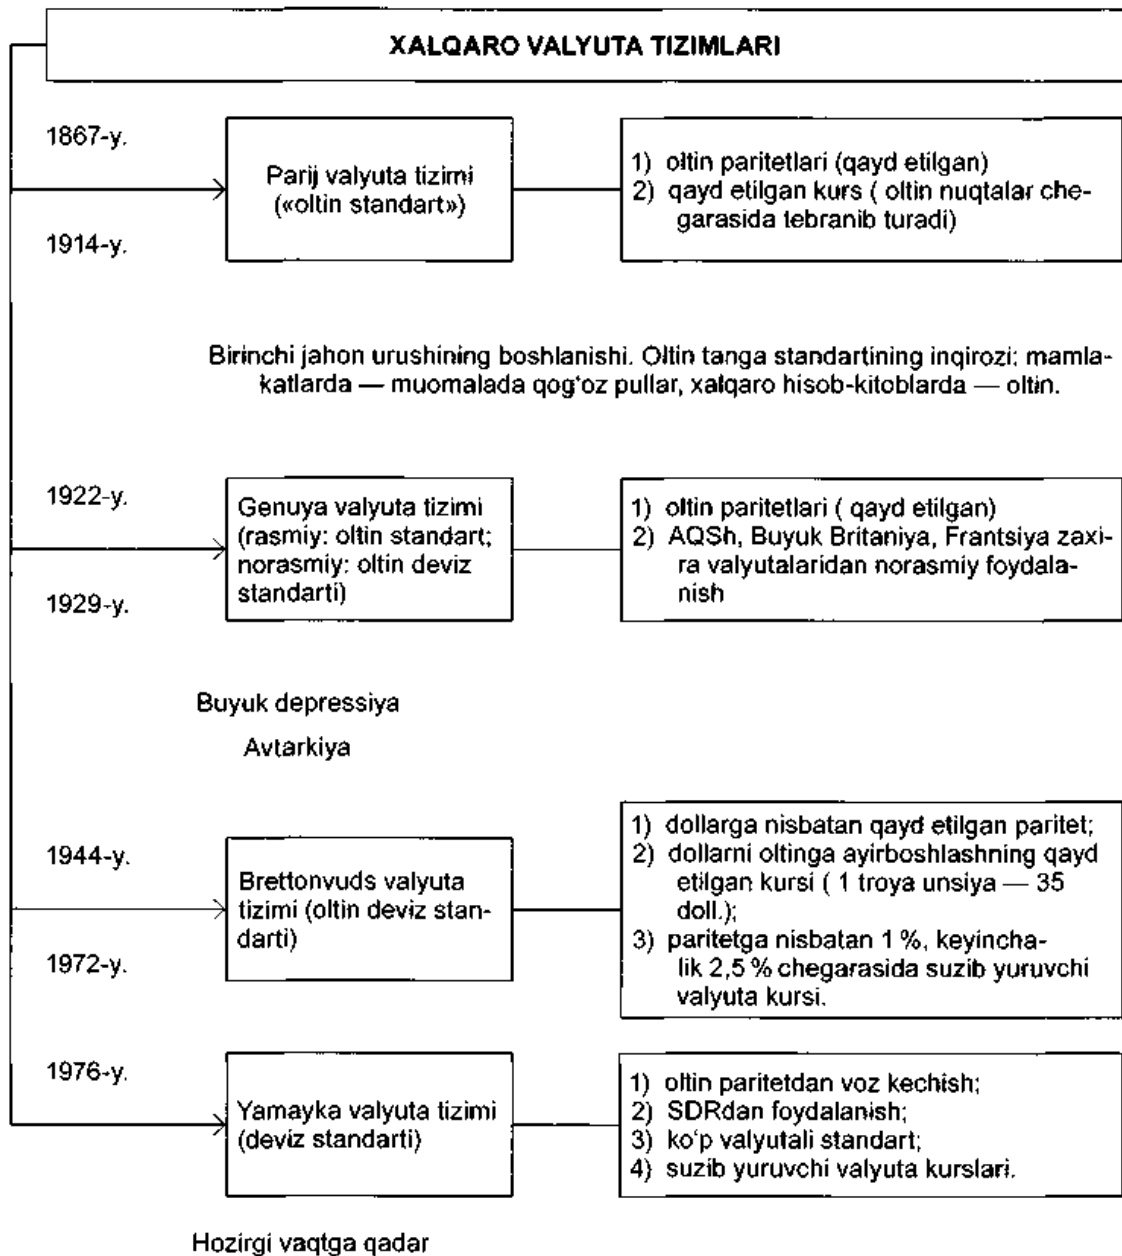 XALQARO VALYUTA TIZIMLARI
1867-y.
1914-y.
Parij valyuta tizimi
(«oltin standart»)
1) oltin paritetlari (qayd etilgan)
2) qayd etilgan kurs ( oltin nuqtalar che-
garasida tebranib turadi)
Birinchi jahon urushining boshlanishi. Oltin tanga standartining inqirozi: mamla-
katlarda — muomalada qog‘oz pullar, xalqaro hisob-kitoblarda — oltin.
1922-y.
1929-y.
Genuya valyuta tizimi
(rasmiy: oltin standart;
norasmiy: oltin deviz
standarti)
1) oltin paritetlari ( qayd etilgan)
2) AQSh, Buyuk Britaniya, Frantsiya zaxi-
ra valyutalaridan norasmiy foydala-
nish
Buyuk depressiya
Avtarkiya
1944-y.
1972-y.
Brettonvuds valyuta
tizimi (oltin deviz stan-
darti)
1) dollarga nisbatan qayd etilgan paritet;
2) dollarni oltinga ayirboshlashning qayd
etilgan kursi ( 1 troya unsiya — 35
doll.);
3) paritetga nisbatan 1 %, keyincha-
lik 2,5 % chegarasida suzib yuruvchi
valyuta kursi.
1976-y.
Yamayka valyuta tizimi
(deviz standarti)
1) oltin paritetdan voz kechish;
2) SDRdan foydalanish;
3) ko‘p valyutali standart;
4) suzib yuruvchi valyuta kurslari.
Hozirgi vaqtga qadar